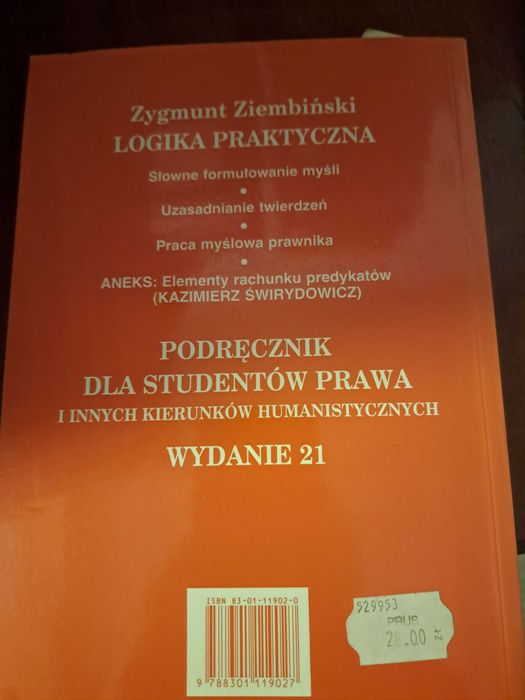 Zygmunt Ziembiński
LOGIKA PRAKTYCZNA
Słowne formułowanie myśli
•
Uzasadnianie twierdzeń
•
Praca myślowa prawnika
•
ANEKS: Elementy rachunku predykatów
(KAZIMIERZ ŚWIRYDOWICZ)
PODRĘCZNIK
DLA STUDENTÓW PRAWA
I INNYCH KIERUNKÓW HUMANISTYCZNYCH
WYDANIE 21
ISBN 83-01-11902-0
9 788301 119027
529953
PRUS
28.00 zł